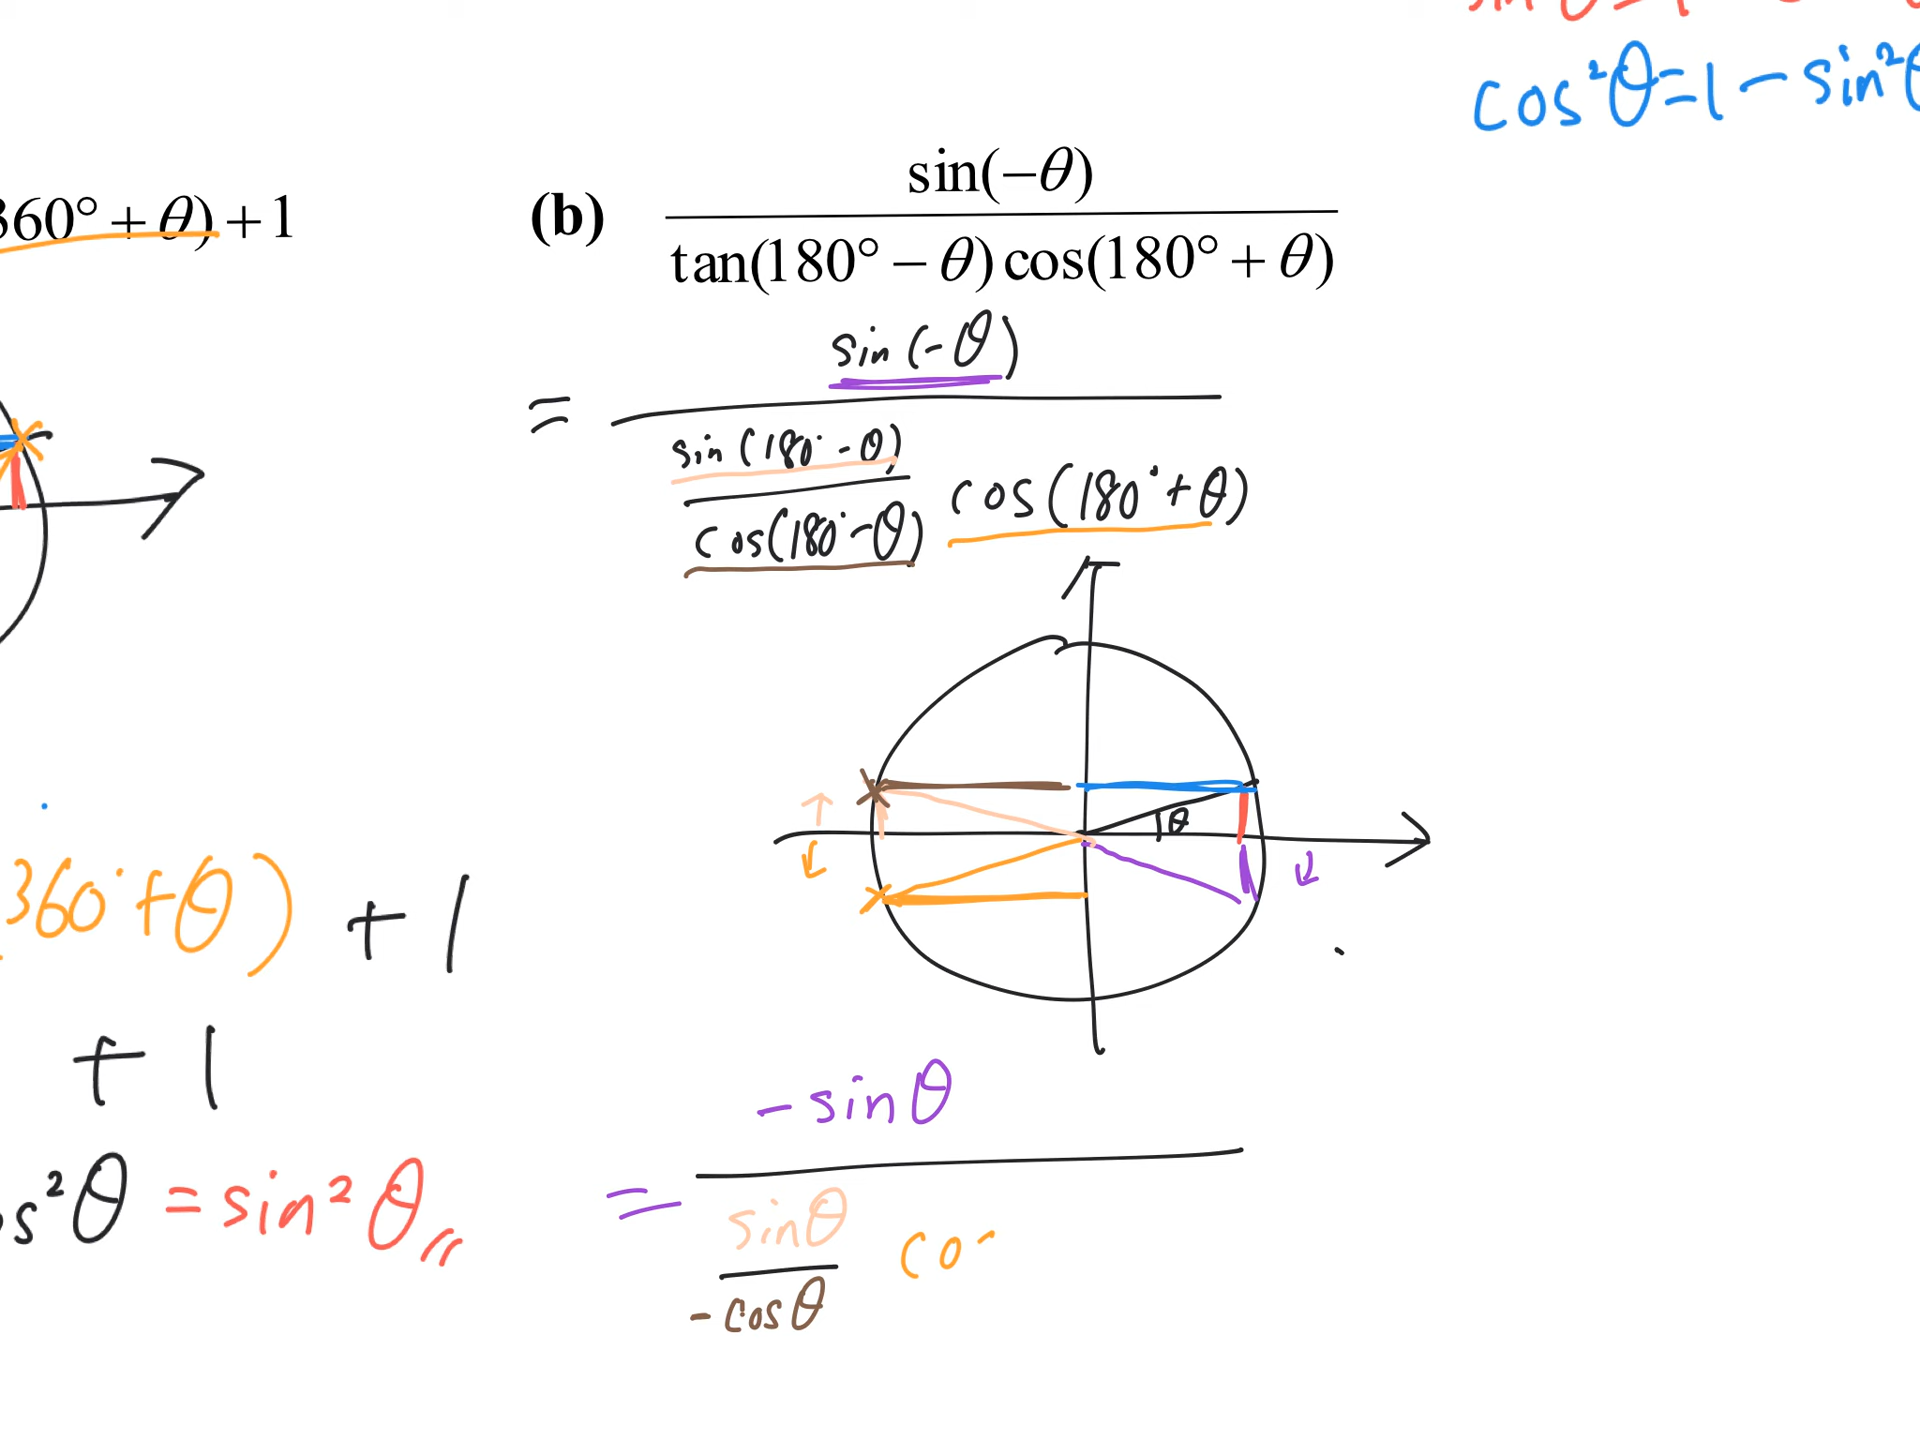 cos²θ=1-sin²θ
360° + θ) + 1
(b) sin(−θ)
tan(180° − θ) cos(180° + θ)
= sin(-θ)
sin(180°-θ)
cos(180°-θ) cos(180°+θ)
θ
360°+θ) + 1
+ 1
s²θ = sin²θ
= -sinθ
sinθ
-cosθ co